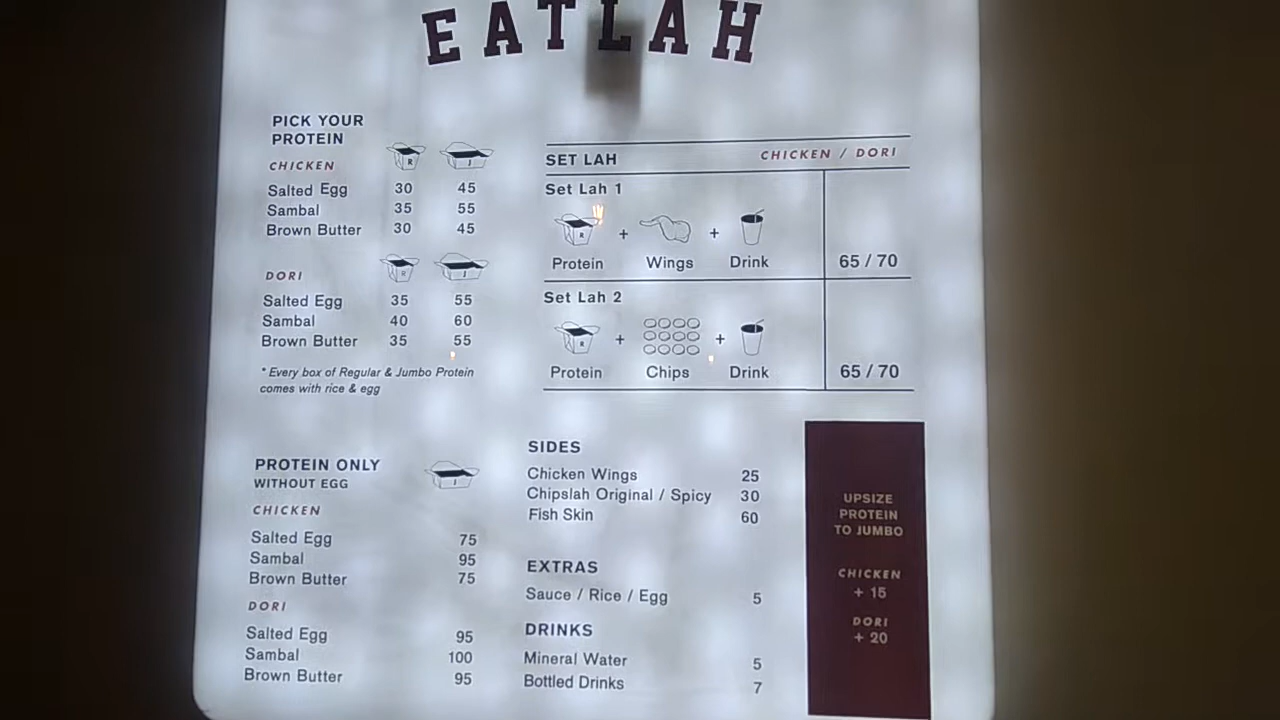 EATLAH
PICK YOUR
PROTEIN
CHICKEN R J
Salted Egg 30 45
Sambal 35 55
Brown Butter 30 45
DORI R J
Salted Egg 35 55
Sambal 40 60
Brown Butter 35 55
* Every box of Regular & Jumbo Protein
comes with rice & egg
SET LAH CHICKEN / DORI
Set Lah 1
R + + 
Protein Wings Drink 65 / 70
Set Lah 2
R + +
Protein Chips Drink 65 / 70
PROTEIN ONLY
WITHOUT EGG J
CHICKEN
Salted Egg 75
Sambal 95
Brown Butter 75
DORI
Salted Egg 95
Sambal 100
Brown Butter 95
SIDES
Chicken Wings 25
Chipslah Original / Spicy 30
Fish Skin 60
EXTRAS
Sauce / Rice / Egg 5
DRINKS
Mineral Water 5
Bottled Drinks 7
UPSIZE
PROTEIN
TO JUMBO
CHICKEN
+ 15
DORI
+ 20